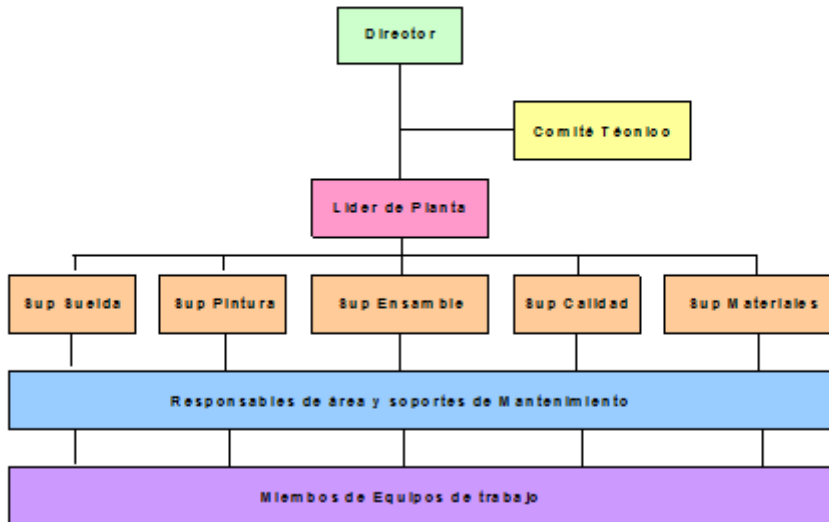 Director
Comité Técnico
Lider de Planta
Sup Suelda
Sup Pintura
Sup Ensamble
Sup Calidad
Sup Materiales
Responsables de área y soportes de Mantenimiento
Miembos de Equipos de trabajo